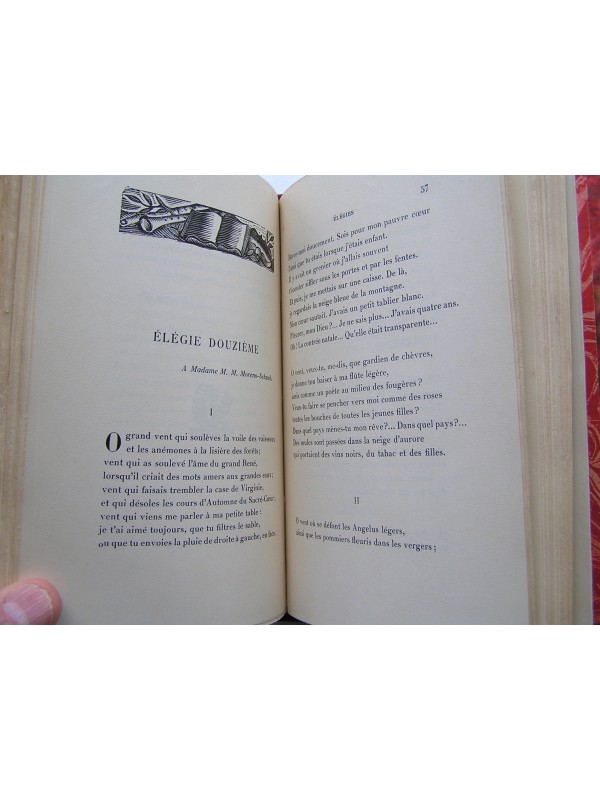 ÉLÉGIE DOUZIÈME
A Madame M. M. Moreno-Schwob.
I
O grand vent qui soulèves la voile des vaisseaux
et les anémones à la lisière des forêts;
vent qui as soulevé l'âme du grand René,
lorsqu'il criait des mots amers aux grandes eaux;
vent qui faisais trembler la case de Virginie,
et qui désoles les cours d'Automne du Sacré-Cœur;
vent qui viens me parler à ma petite table:
je t'ai aimé toujours, que tu filtres le sable,
ou que tu envoies la pluie de droite à gauche, en face.
57
ÉLÉGIES
doucement. Sois pour mon pauvre cœur
que tu étais lorsque j'étais enfant.
Il y avait un grenier où j'allais souvent
t'écouter siffler sous les portes et par les fentes.
Et puis, je me mettais sur une caisse. De là,
je regardais la neige bleue de la montagne.
Mon cœur sautait. J'avais un petit tablier blanc.
Pleurer, mon Dieu?... Je ne sais plus... J'avais quatre ans.
Oh! La contrée natale... Qu'elle était transparente...
O vent, veux-tu, me-dis, que gardien de chèvres,
je donne ton baiser à ma flûte légère,
assis comme un poète au milieu des fougères?
Veux-tu faire se pencher vers moi comme des roses
toutes les bouches de toutes les jeunes filles?
Dans quel pays mènes-tu mon rêve?... Dans quel pays?...
Des mules sont passées dans la neige d'aurore
qui portaient des vins noirs, du tabac et des filles.
II
O vent où se défont les Angelus légers,
ainsi que les pommiers fleuris dans les vergers;